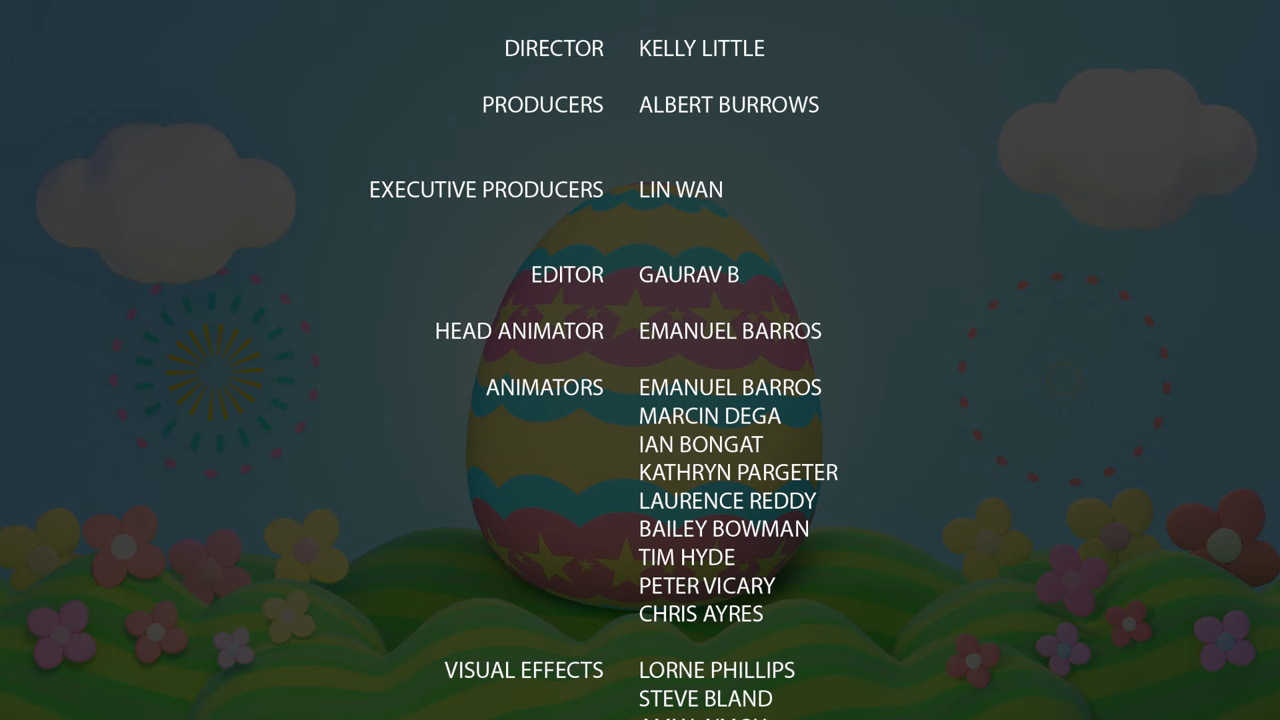 DIRECTOR KELLY LITTLE
PRODUCERS ALBERT BURROWS
EXECUTIVE PRODUCERS LIN WAN
EDITOR GAURAV B
HEAD ANIMATOR EMANUEL BARROS
ANIMATORS EMANUEL BARROS
MARCIN DEGA
IAN BONGAT
KATHRYN PARGETER
LAURENCE REDDY
BAILEY BOWMAN
TIM HYDE
PETER VICARY
CHRIS AYRES
VISUAL EFFECTS LORNE PHILLIPS
STEVE BLAND